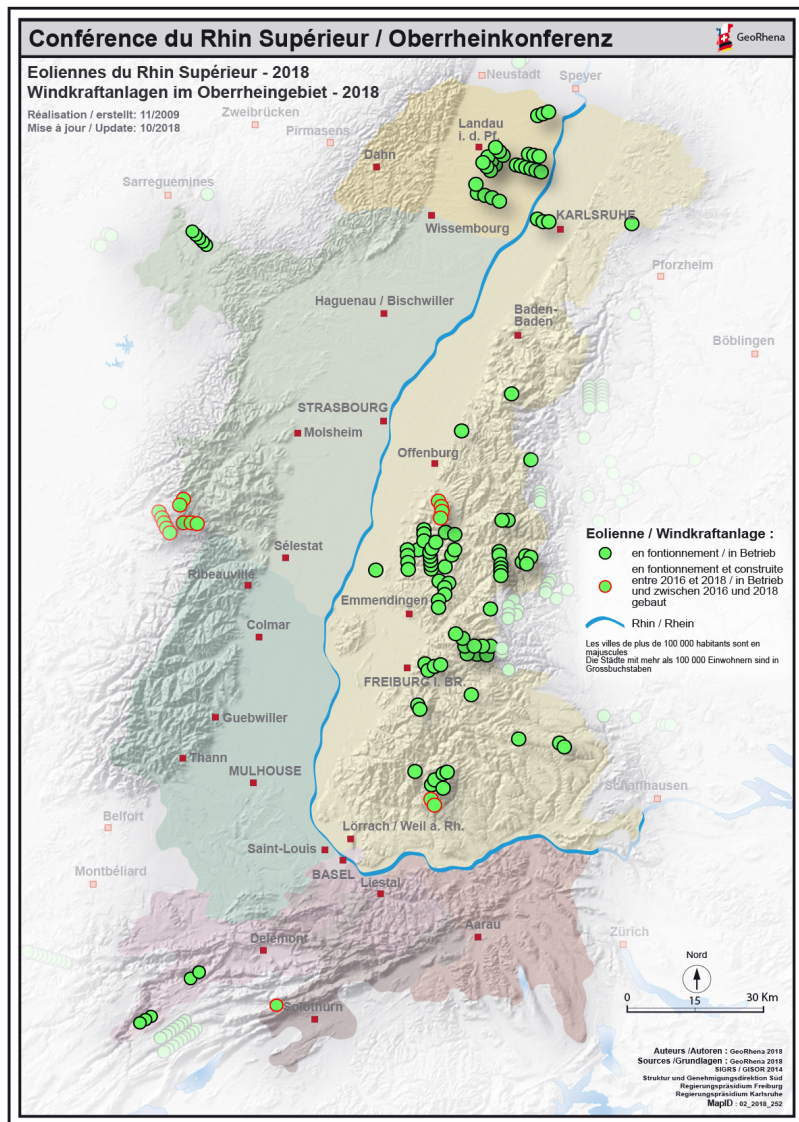 Conférence du Rhin Supérieur / Oberrheinkonferenz
GeoRhena
Eoliennes du Rhin Supérieur - 2018
Windkraftanlagen im Oberrheingebiet - 2018
Réalisation / erstellt: 11/2009
Mise à jour / Update: 10/2018
Neustadt
Speyer
Zweibrücken
Pirmasens
Landau
i. d. Pf.
Dahn
Sarreguemines
Wissembourg
KARLSRUHE
Pforzheim
Haguenau / Bischwiller
Baden-
Baden
Böblingen
STRASBOURG
Molsheim
Offenburg
Sélestat
Ribeauvillé
Emmendingen
Colmar
FREIBURG I. BR.
Guebwiller
Thann
MULHOUSE
Schaffhausen
Belfort
Lörrach / Weil a. Rh.
Saint-Louis
BASEL
Montbéliard
Liestal
Aarau
Zürich
Delémont
Solothurn
Eolienne / Windkraftanlage :
en fontionnement / in Betrieb
en fontionnement et construite
entre 2016 et 2018 / in Betrieb
und zwischen 2016 und 2018
gebaut
Rhin / Rhein
Les villes de plus de 100 000 habitants sont en
majuscules
Die Städte mit mehr als 100 000 Einwohnern sind in
Grossbuchstaben
Nord
0 15 30 Km
Auteurs /Autoren : GeoRhena 2018
Sources /Grundlagen : GeoRhena 2018
SIGRS / GISOR 2014
Struktur und Genehmigungsdirektion Süd
Regierungspräsidium Freiburg
Regierungspräsidium Karlsruhe
MapID : 02_2018_252